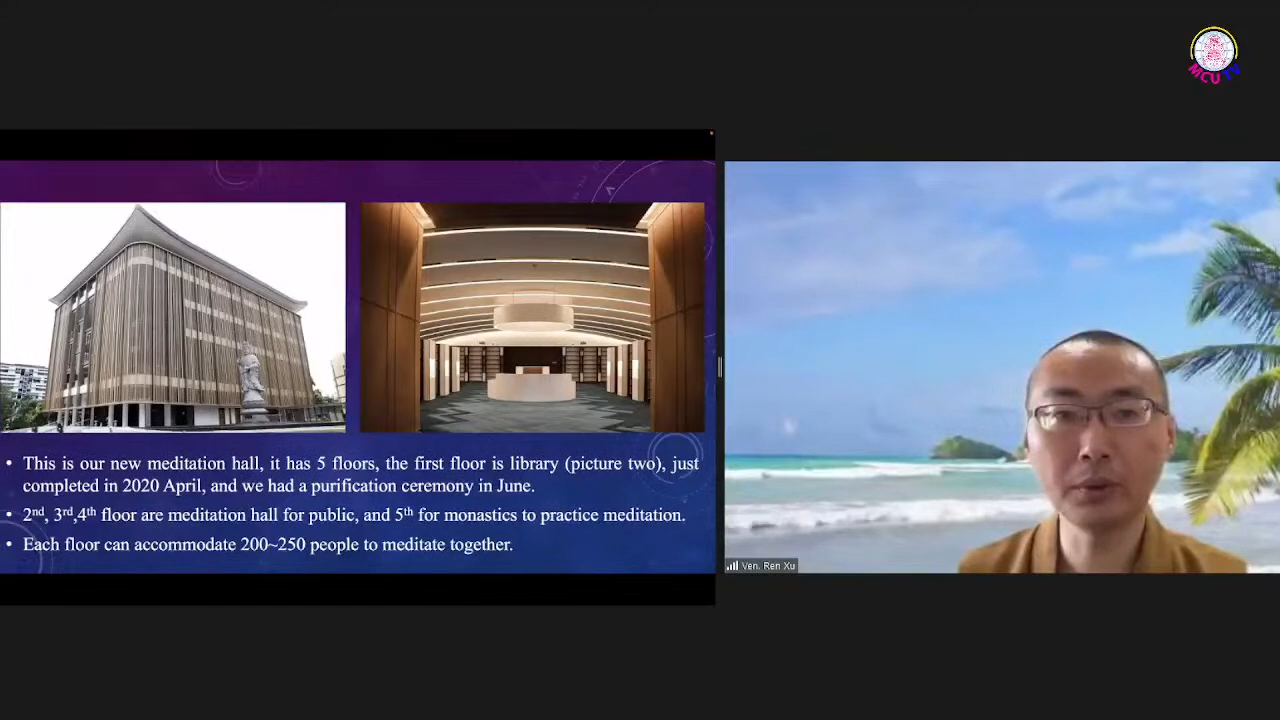 MCU TV
• This is our new meditation hall, it has 5 floors, the first floor is library (picture two), just
completed in 2020 April, and we had a purification ceremony in June.
• 2nd, 3rd,4th floor are meditation hall for public, and 5th for monastics to practice meditation.
• Each floor can accommodate 200~250 people to meditate together.
Ven. Ren Xu